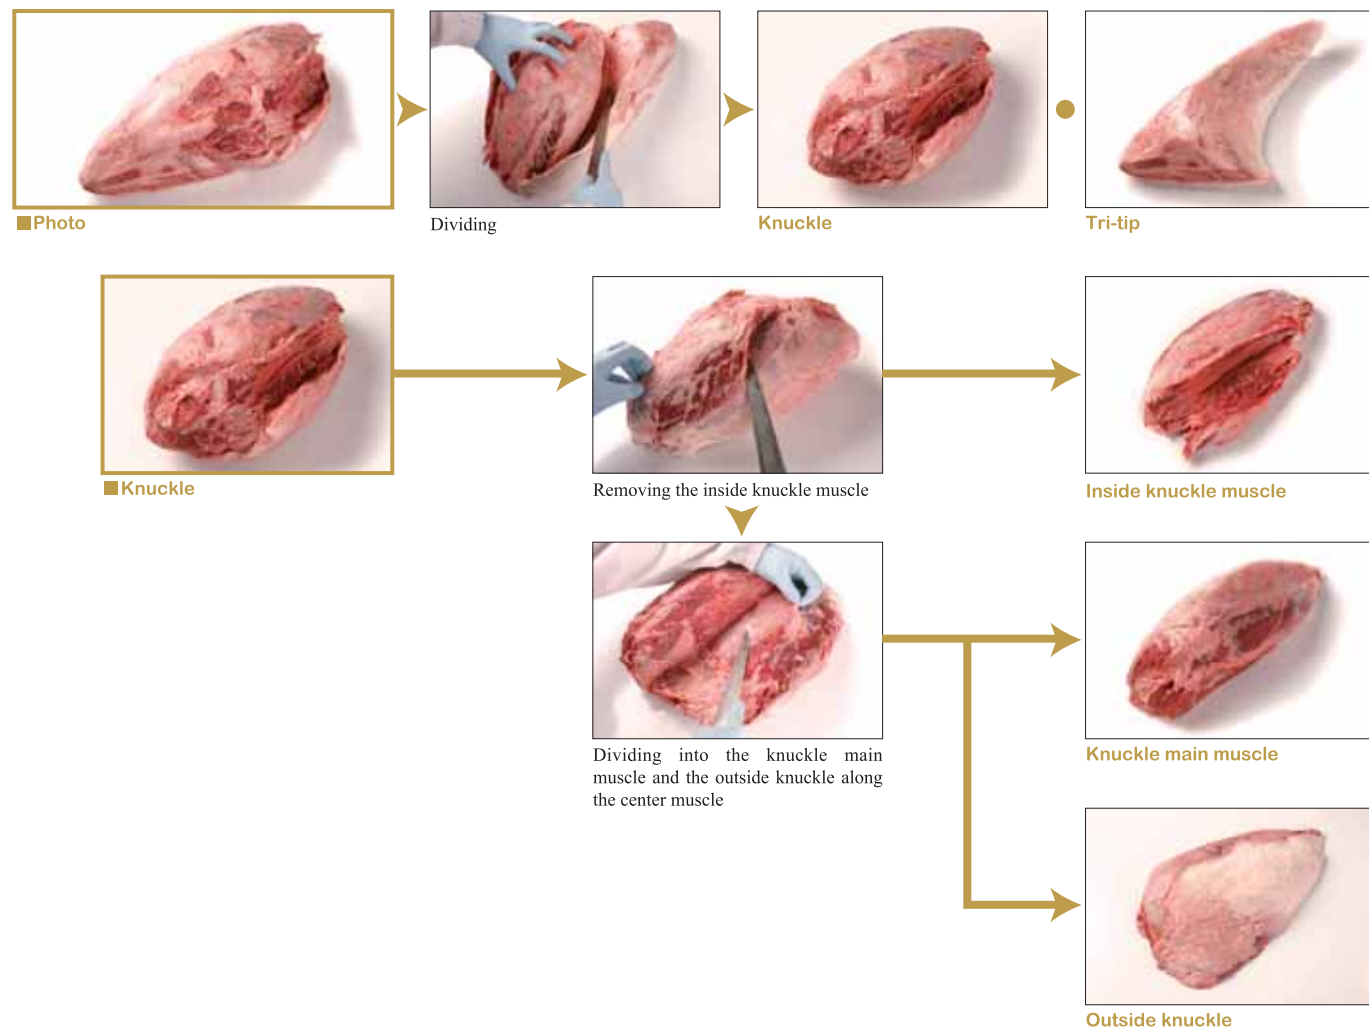 ■Photo
Dividing
Knuckle
Tri-tip
■Knuckle
Removing the inside knuckle muscle
Inside knuckle muscle
Dividing into the knuckle main
muscle and the outside knuckle along
the center muscle
Knuckle main muscle
Outside knuckle